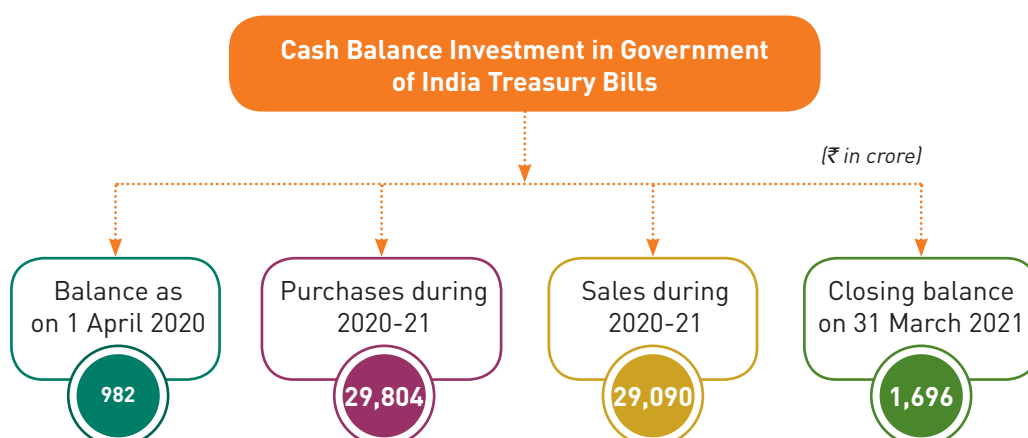 Cash Balance Investment in Government
of India Treasury Bills
(₹ in crore)
Balance as
on 1 April 2020
982
Purchases during
2020-21
29,804
Sales during
2020-21
29,090
Closing balance
on 31 March 2021
1,696